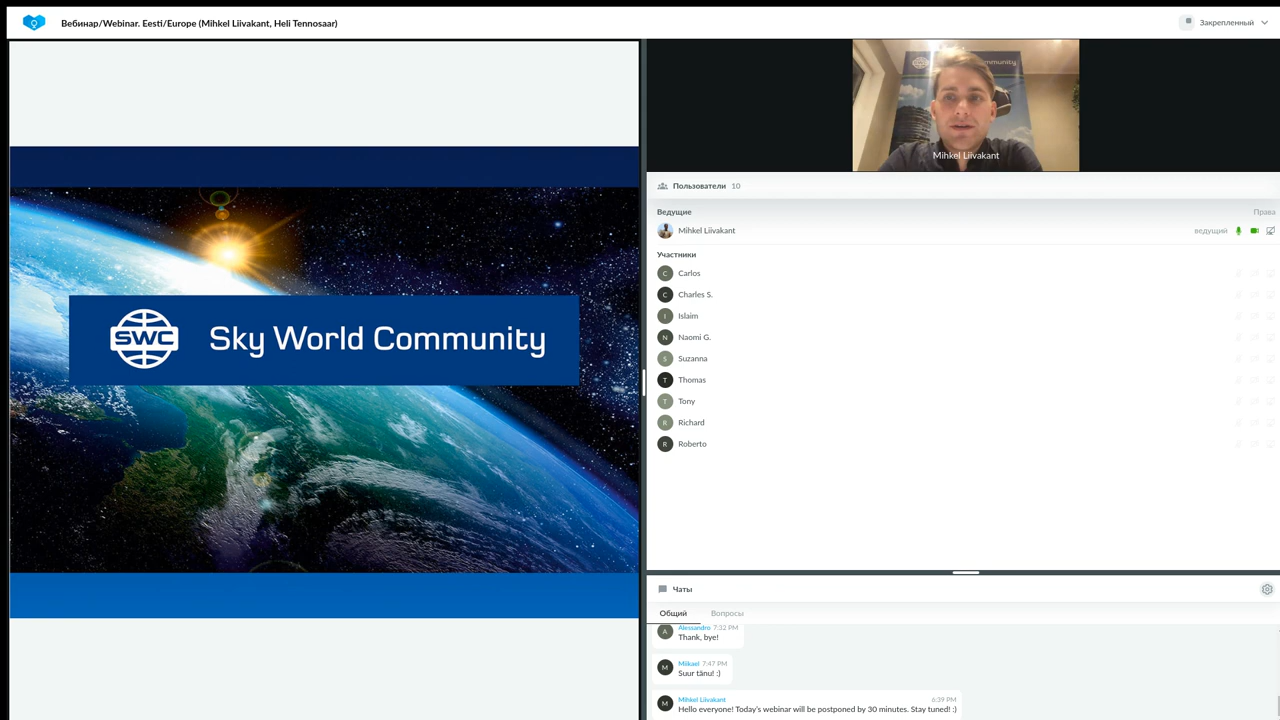 Вебинар/Webinar. Eesti/Europe (Mihkel Liivakant, Heli Tennosaar)
Закрепленный
SWC
Sky World Community
mmunity
Mihkel Liivakant
Пользователи 10
Ведущие Права
Mihkel Liivakant ведущий
Участники
C Carlos
C Charles S.
I Islaim
N Naomi G.
S Suzanna
T Thomas
T Tony
R Richard
R Roberto
Чаты
Общий Вопросы
A Alessandro 7:32 PM
Thank, bye!
M Miikael 7:47 PM
Suur tänu! :)
M Mihkel Liivakant 6:39 PM
Hello everyone! Today's webinar will be postponed by 30 minutes. Stay tuned! :)